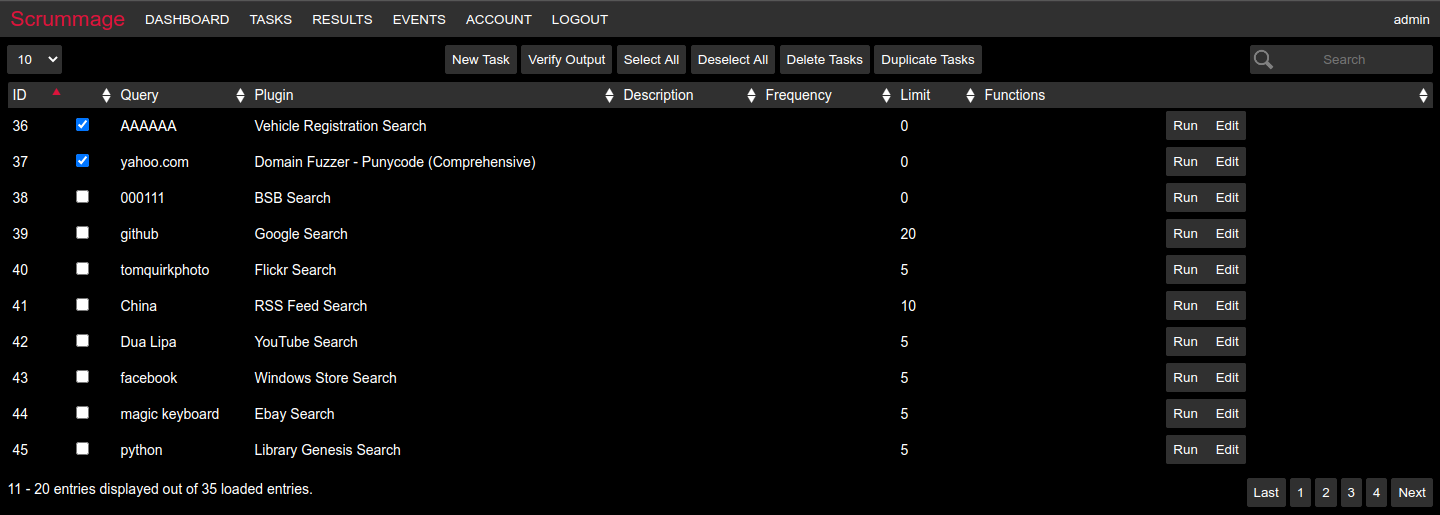 Scrummage DASHBOARD TASKS RESULTS EVENTS ACCOUNT LOGOUT admin
10 New Task Verify Output Select All Deselect All Delete Tasks Duplicate Tasks Search
ID Query Plugin Description Frequency Limit Functions
36 AAAAAA Vehicle Registration Search 0 Run Edit
37 yahoo.com Domain Fuzzer - Punycode (Comprehensive) 0 Run Edit
38 000111 BSB Search 0 Run Edit
39 github Google Search 20 Run Edit
40 tomquirkphoto Flickr Search 5 Run Edit
41 China RSS Feed Search 10 Run Edit
42 Dua Lipa YouTube Search 5 Run Edit
43 facebook Windows Store Search 5 Run Edit
44 magic keyboard Ebay Search 5 Run Edit
45 python Library Genesis Search 5 Run Edit
11 - 20 entries displayed out of 35 loaded entries. Last 1 2 3 4 Next